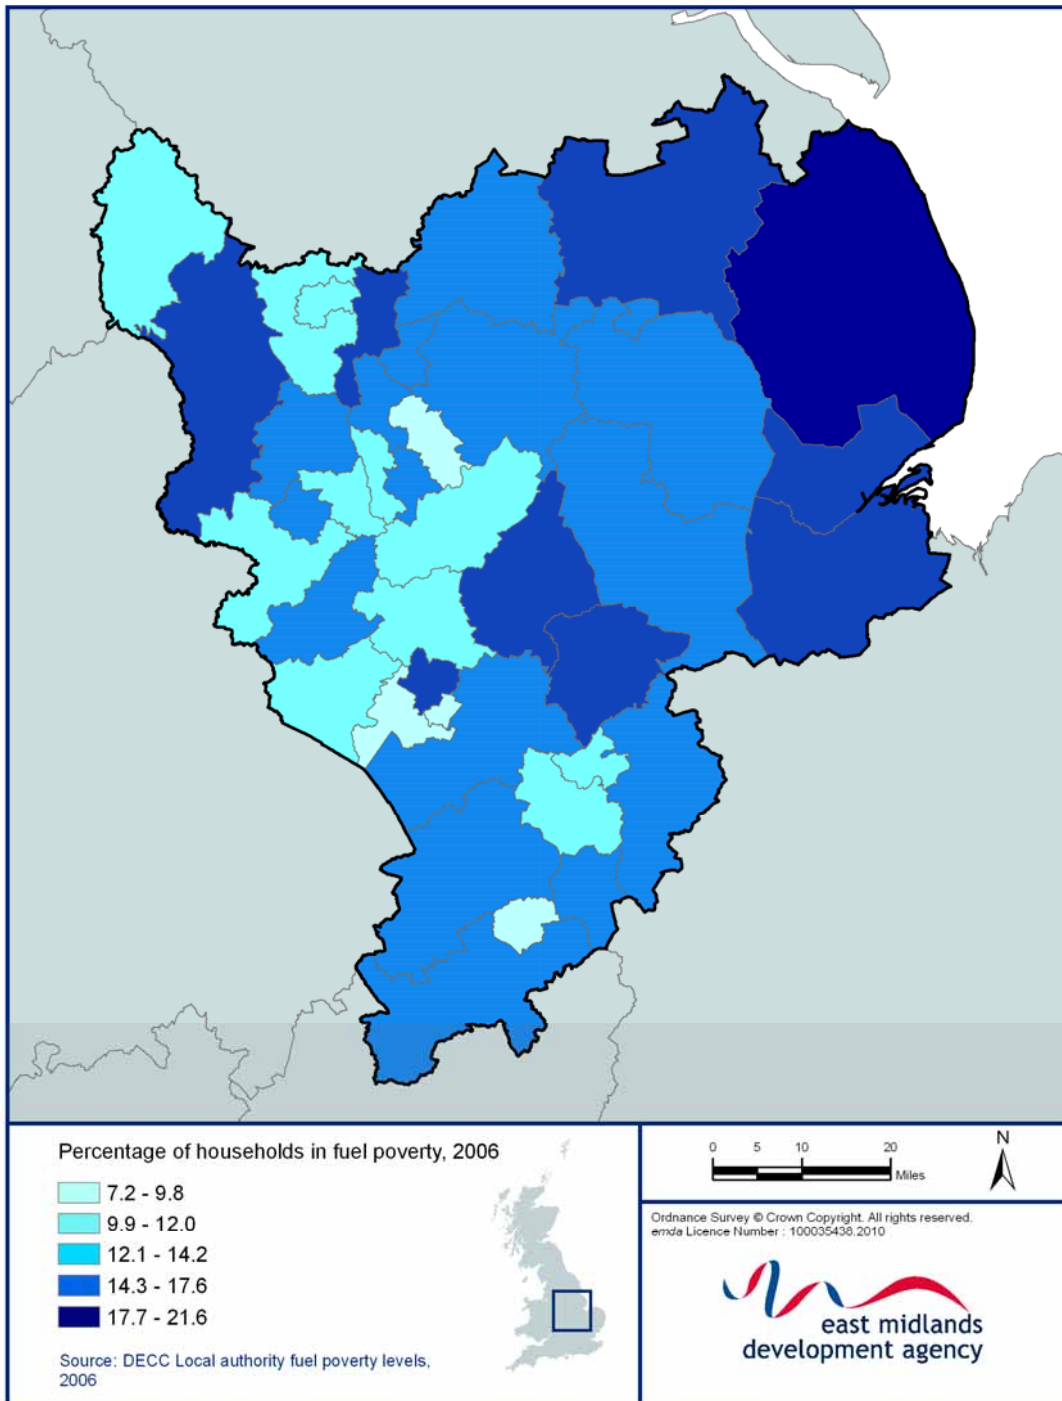 Percentage of households in fuel poverty, 2006
7.2 - 9.8
9.9 - 12.0
12.1 - 14.2
14.3 - 17.6
17.7 - 21.6
Source: DECC Local authority fuel poverty levels,
2006
0 5 10 20
Miles
N
Ordnance Survey © Crown Copyright. All rights reserved.
emda Licence Number : 100035438.2010
east midlands
development agency